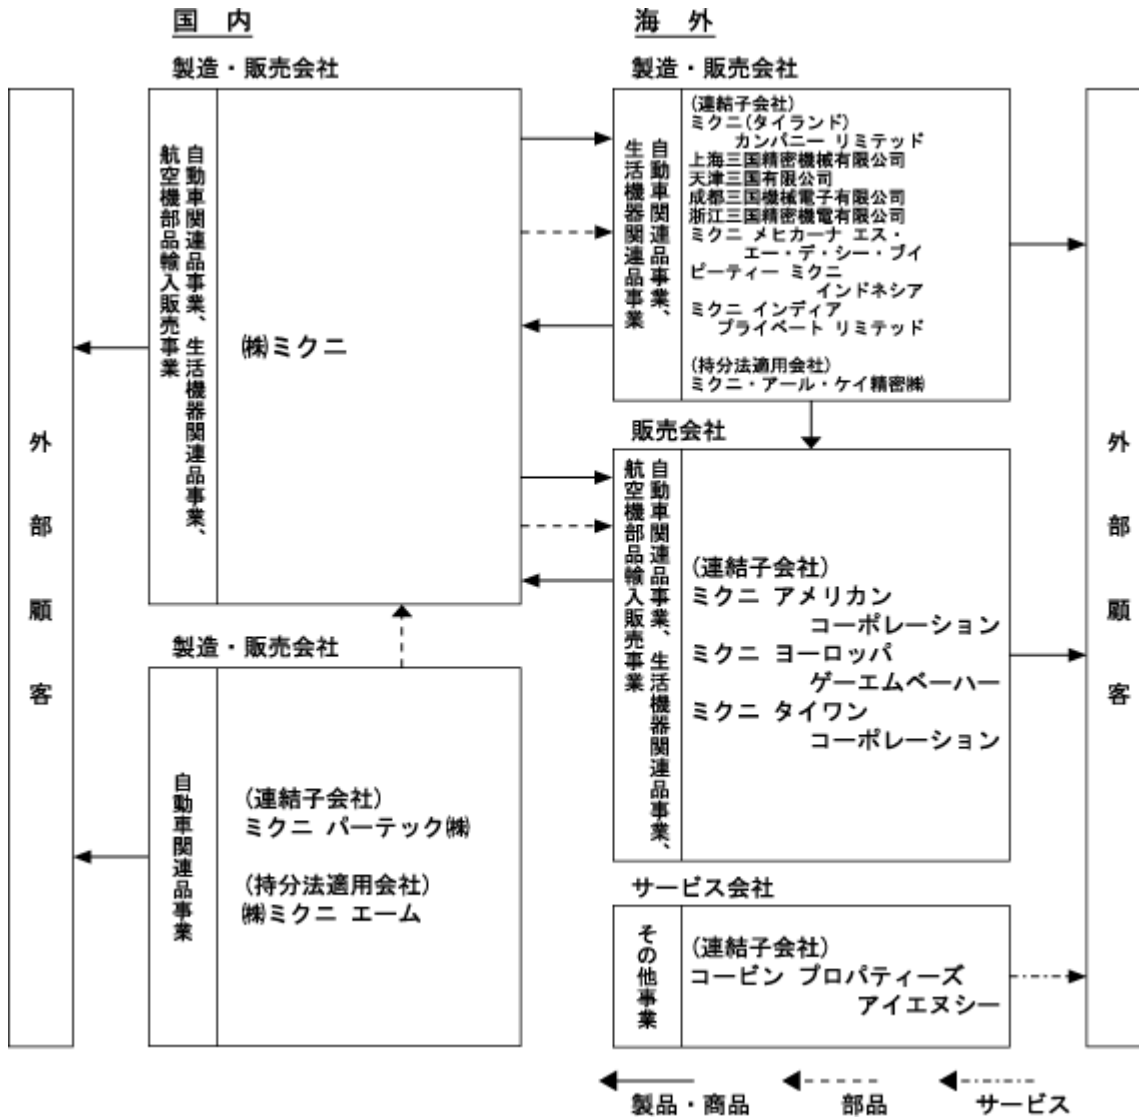 国 内
製造・販売会社
自動車関連品事業、生活機器関連品事業、
航空機部品輸入販売事業
㈱ミクニ
製造・販売会社
自動車関連品事業
(連結子会社)
ミクニ パーテック㈱
(持分法適用会社)
㈱ミクニ エーム
外部顧客
海 外
製造・販売会社
自動車関連品事業、
生活機器関連品事業
(連結子会社)
ミクニ(タイランド)
カンパニー リミテッド
上海三国精密機械有限公司
天津三国有限公司
成都三国機械電子有限公司
浙江三国精密機電有限公司
ミクニ メヒカーナ エス・
エー・デ・シー・ブイ
ピーティー ミクニ
インドネシア
ミクニ インディア
プライベート リミテッド
(持分法適用会社)
ミクニ・アール・ケイ精密㈱
販売会社
自動車関連品事業、生活機器関連品事業、
航空機部品輸入販売事業
(連結子会社)
ミクニ アメリカン
コーポレーション
ミクニ ヨーロッパ
ゲーエムベーハー
ミクニ タイワン
コーポレーション
サービス会社
その他事業
(連結子会社)
コービン プロパティーズ
アイエヌシー
外部顧客
製品・商品
部品
サービス